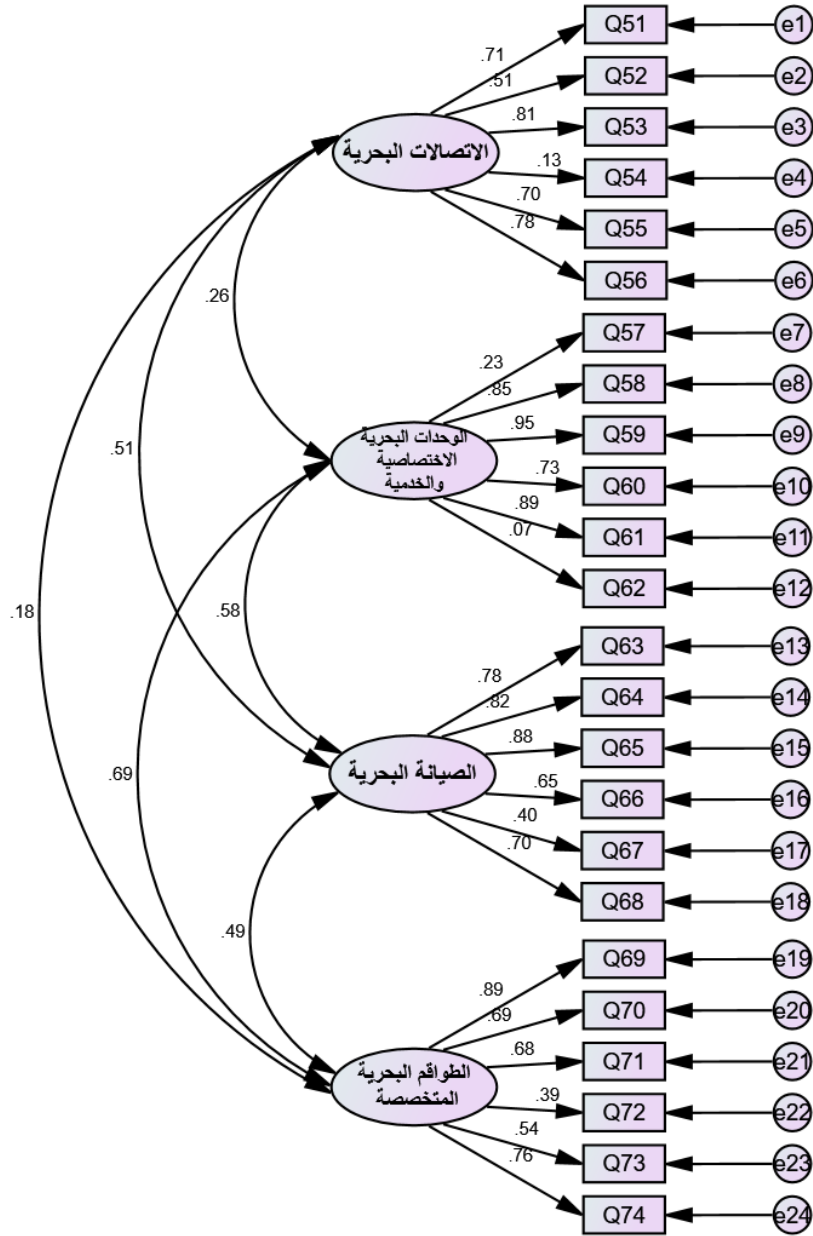 Q51
e1
.71
Q52
e2
.51
Q53
e3
.81
الاتصالات البحرية
Q54
e4
.13
Q55
e5
.70
Q56
e6
.78
.26
Q57
e7
.23
Q58
e8
.85
Q59
e9
.95
الوحدات البحرية
الاختصاصية
والخدمية
Q60
e10
.73
Q61
e11
.89
Q62
e12
.07
.51
.58
.18
Q63
e13
.78
Q64
e14
.82
Q65
e15
.88
الصيانة البحرية
Q66
e16
.65
Q67
e17
.40
Q68
e18
.70
.69
.49
Q69
e19
.89
Q70
e20
.69
Q71
e21
.68
الطواقم البحرية
المتخصصة
Q72
e22
.39
Q73
e23
.54
Q74
e24
.76